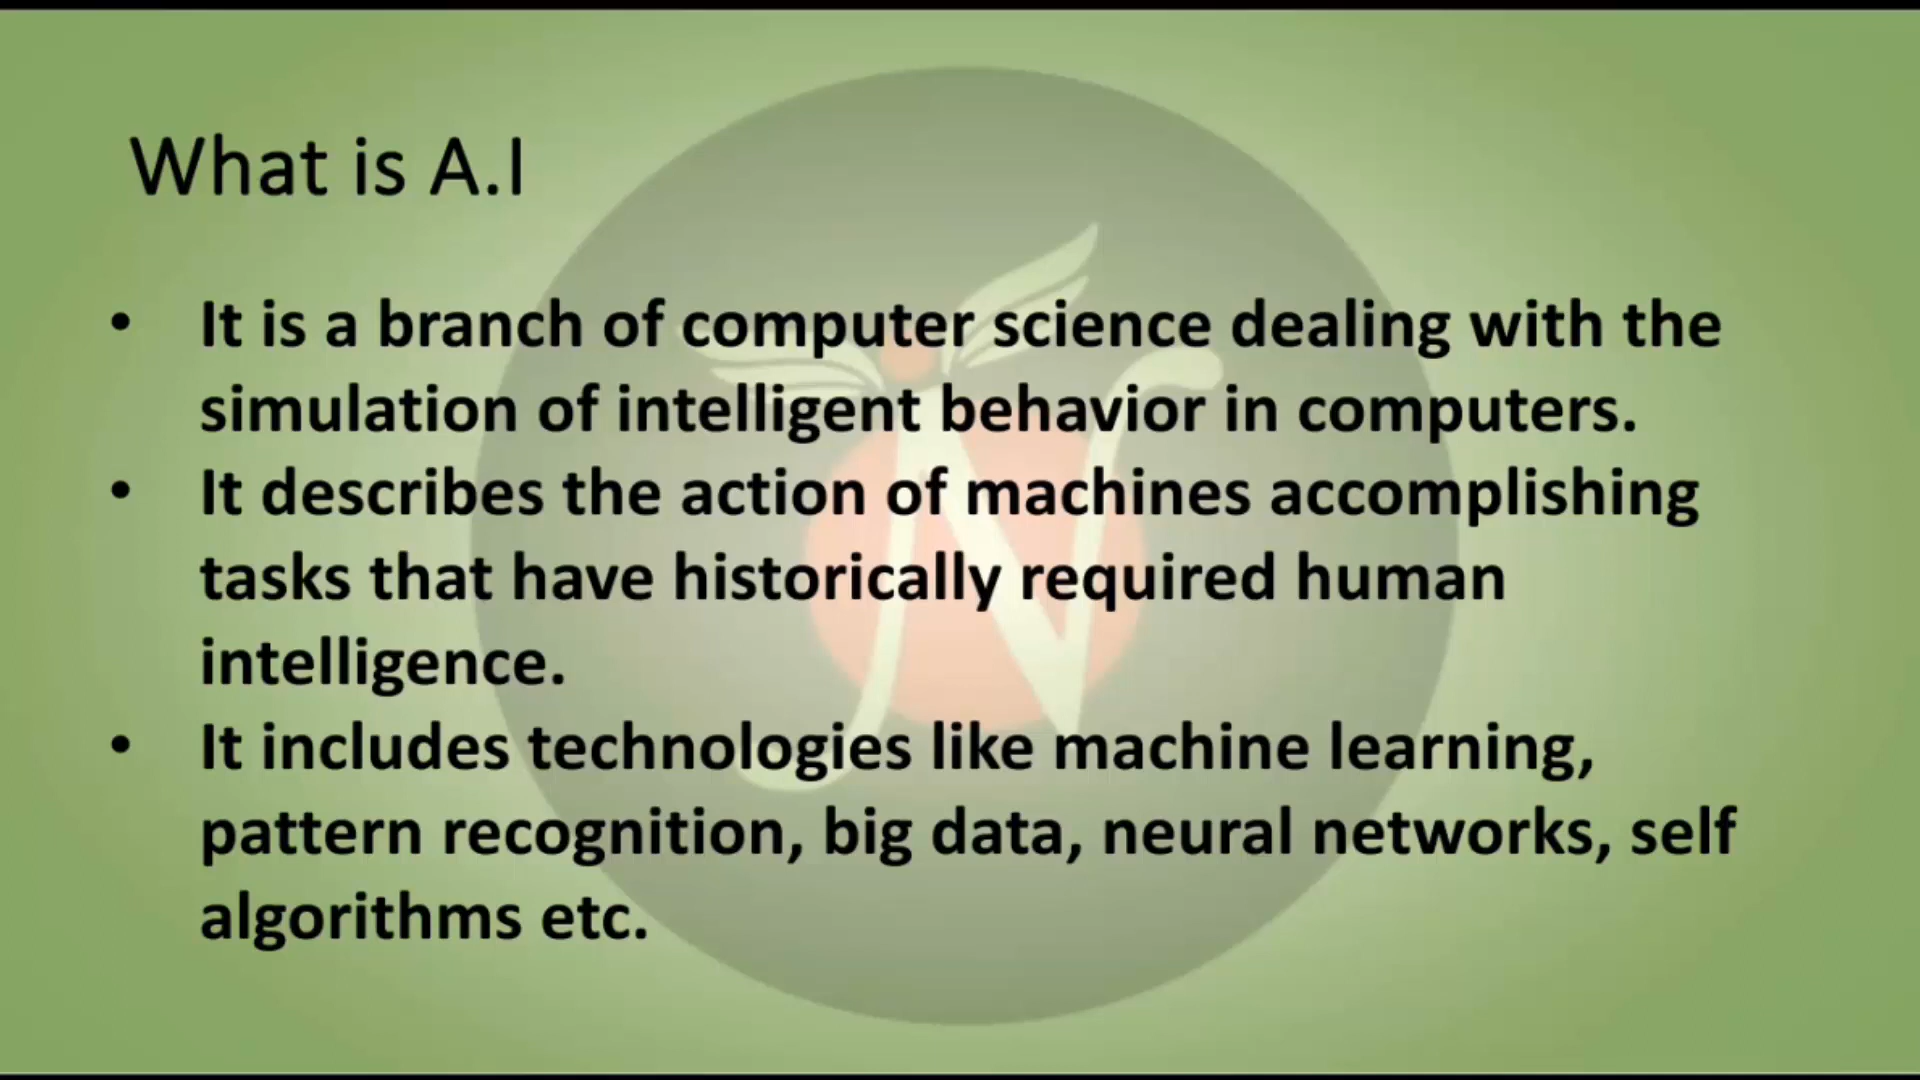 What is A.I
• It is a branch of computer science dealing with the
simulation of intelligent behavior in computers.
• It describes the action of machines accomplishing
tasks that have historically required human
intelligence.
• It includes technologies like machine learning,
pattern recognition, big data, neural networks, self
algorithms etc.